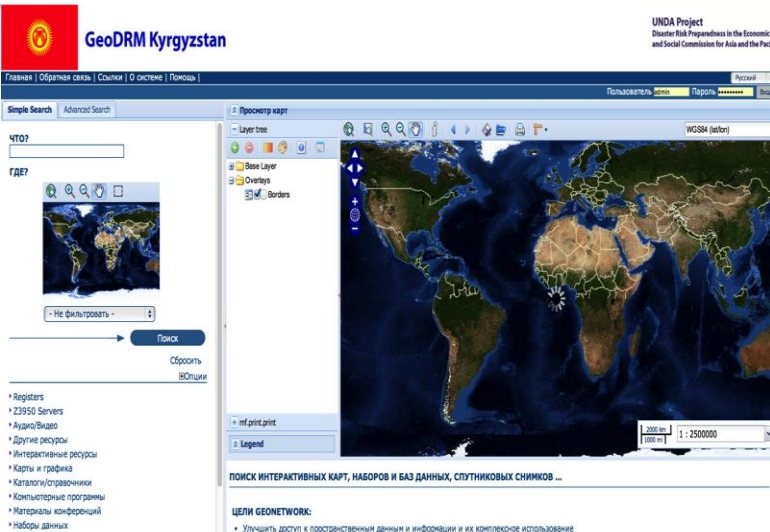 GeoDRM Kyrgyzstan
UNDA Project
Disaster Risk Preparedness in the Economic
and Social Commission for Asia and the Paci
Главная | Обратная связь | Ссылки | О системе | Помощь |
Русский
Пользователь admin Пароль
Simple Search Advanced Search
ЧТО?
ГДЕ?
- Не фильтровать -
Поиск
Сбросить
Опции
Registers
Z3950 Servers
Аудио/Видео
Другие ресурсы
Интерактивные ресурсы
Карты и графика
Каталоги/справочники
Компьютерные программы
Материалы конференций
Наборы данных
Просмотр карт
Layer tree
WGS84 (lat/lon)
Base Layer
Overlays
Borders
2000 km
1000 mi
1 : 2500000
mf.print.print
Legend
ПОИСК ИНТЕРАКТИВНЫХ КАРТ, НАБОРОВ И БАЗ ДАННЫХ, СПУТНИКОВЫХ СНИМКОВ ...
ЦЕЛИ GEONETWORK:
Улучшить доступ к пространственным данным и информации и их комплексное использование